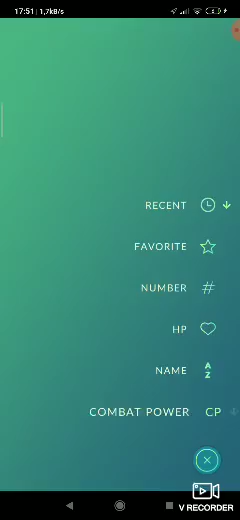 17:51 | 1,7kB/s
RECENT
FAVORITE
NUMBER #
HP
NAME A Z
COMBAT POWER CP
V RECORDER